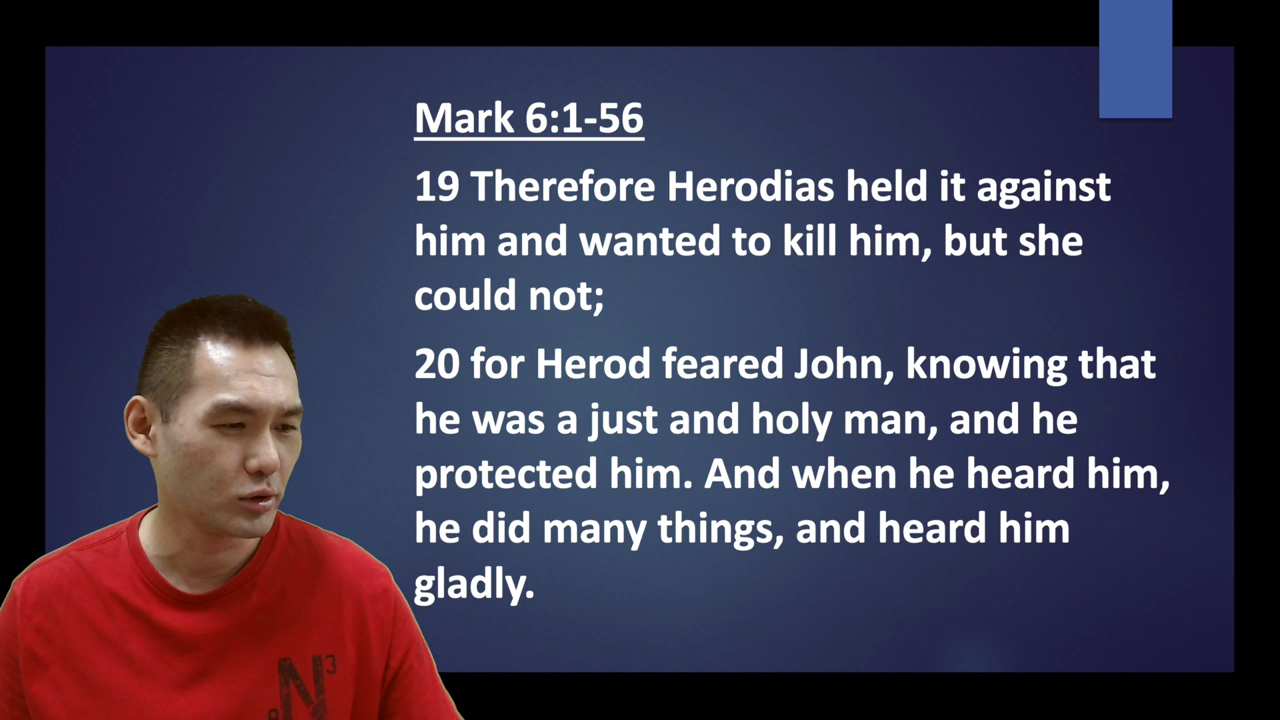 Mark 6:1-56
19 Therefore Herodias held it against
him and wanted to kill him, but she
could not;
20 for Herod feared John, knowing that
he was a just and holy man, and he
protected him. And when he heard him,
he did many things, and heard him
gladly.
N3